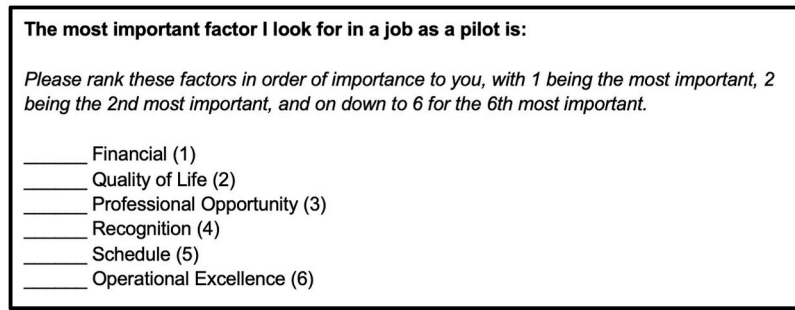 The most important factor I look for in a job as a pilot is:
Please rank these factors in order of importance to you, with 1 being the most important, 2
being the 2nd most important, and on down to 6 for the 6th most important.
______ Financial (1)
______ Quality of Life (2)
______ Professional Opportunity (3)
______ Recognition (4)
______ Schedule (5)
______ Operational Excellence (6)